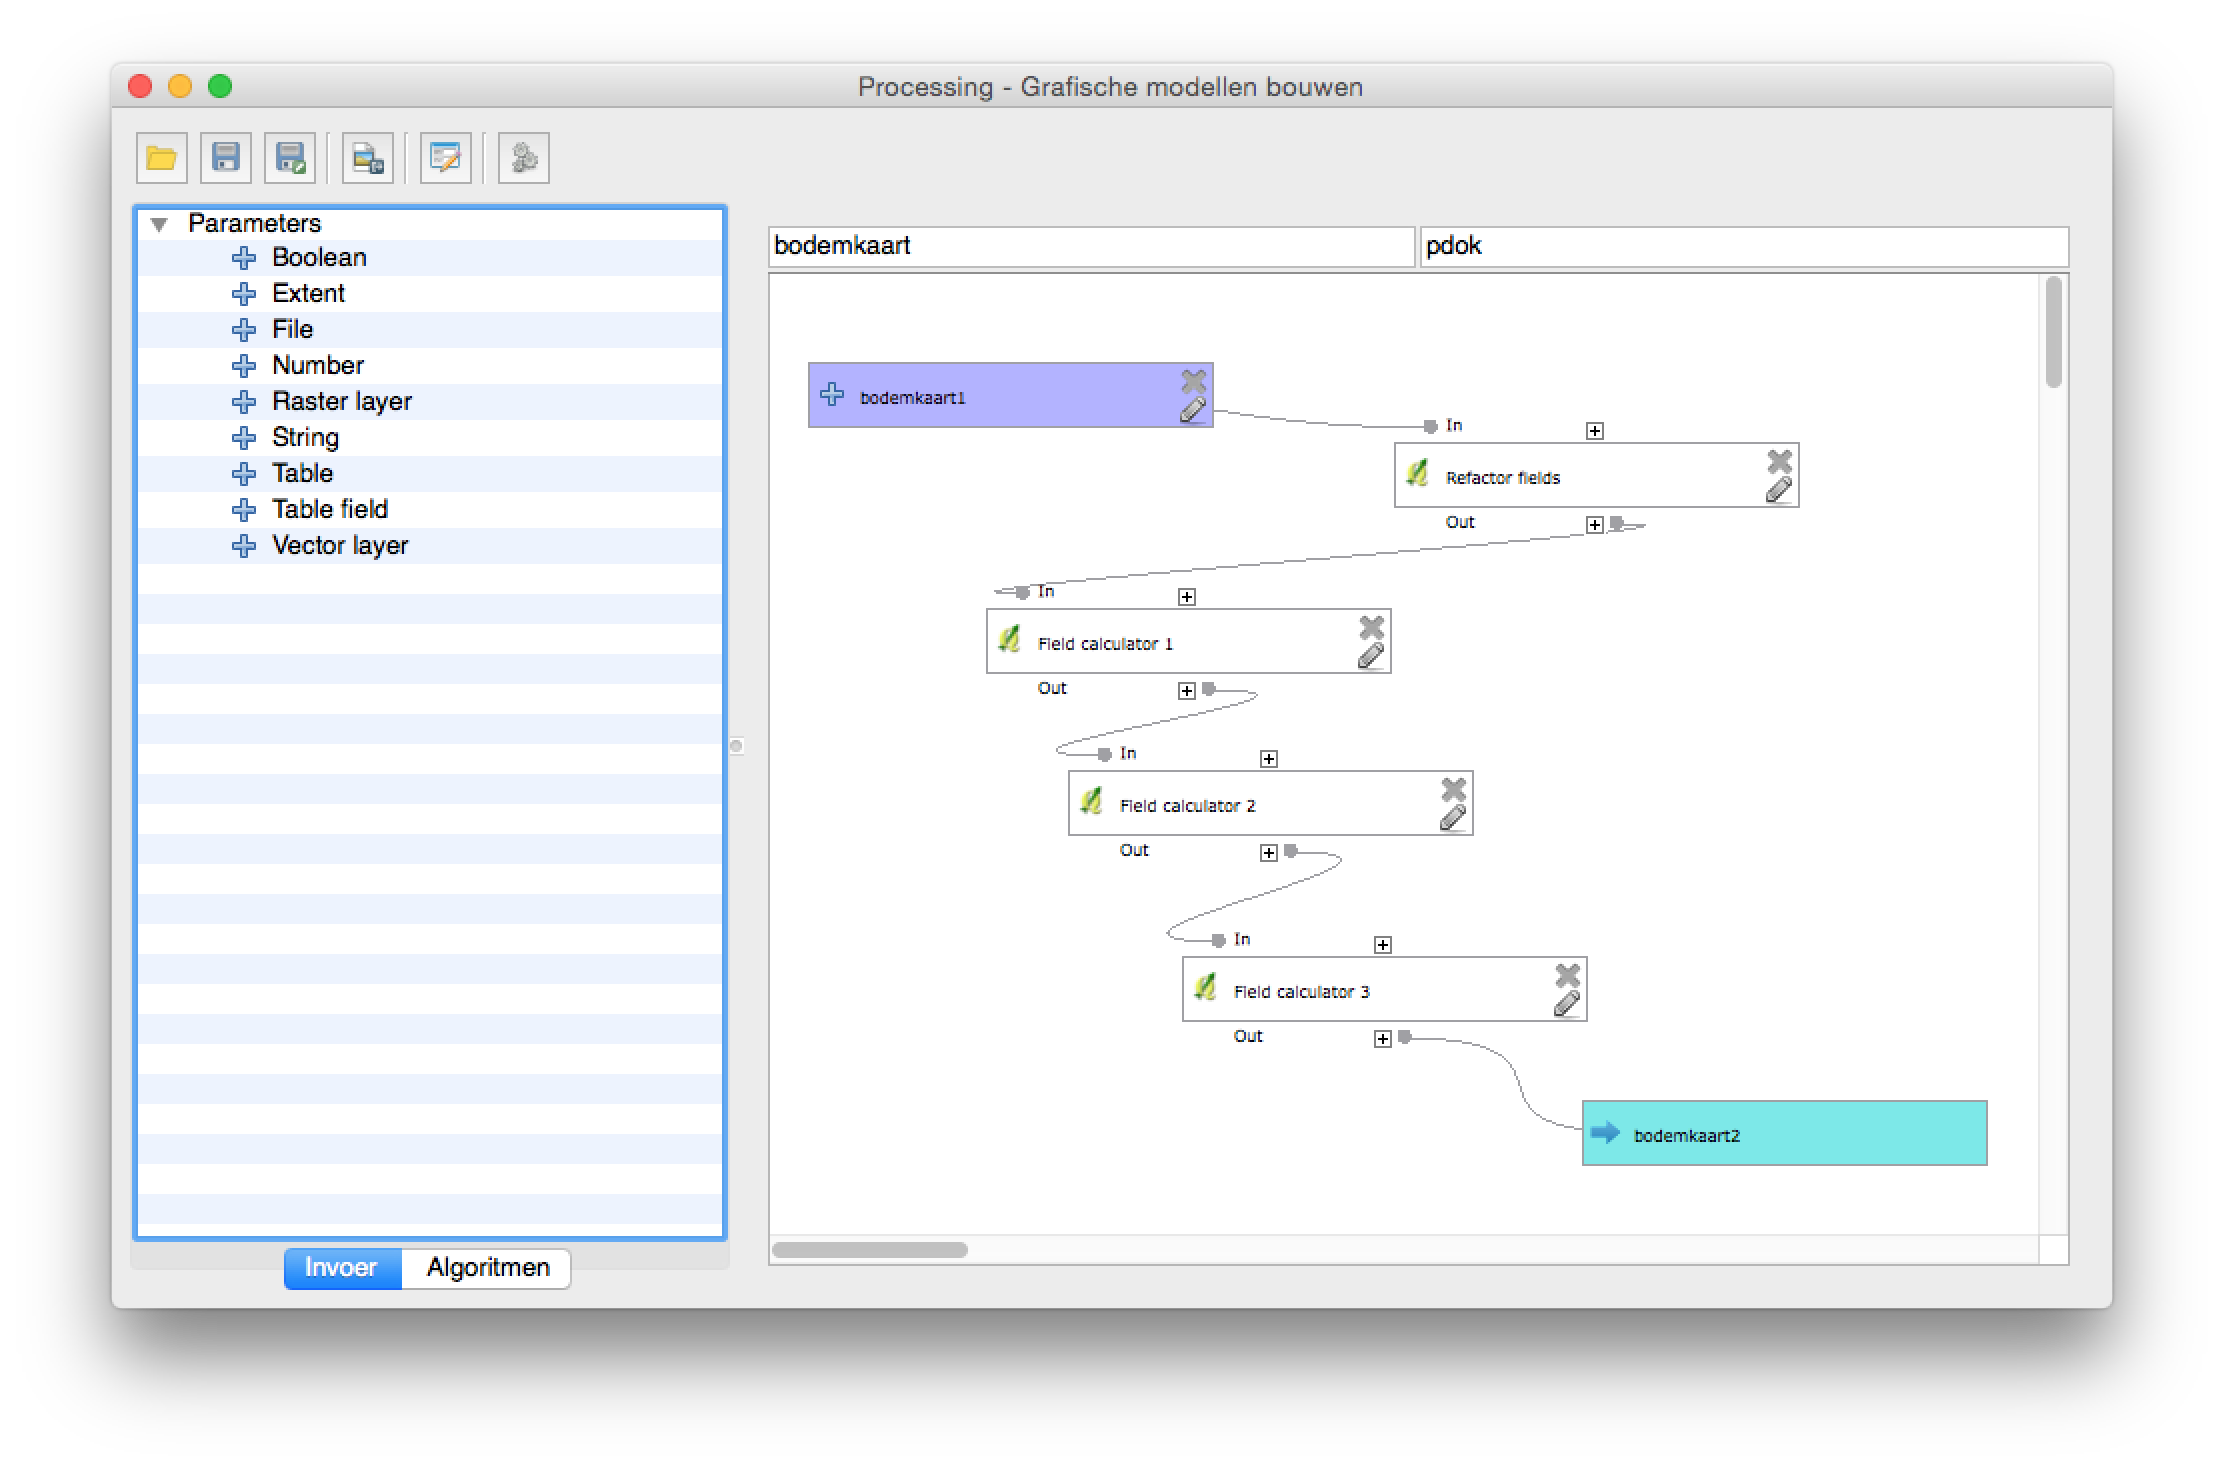 Processing - Grafische modellen bouwen
Parameters
Boolean
Extent
File
Number
Raster layer
String
Table
Table field
Vector layer
Invoer
Algoritmen
bodemkaart
pdok
bodemkaart1
In
Refactor fields
Out
In
Field calculator 1
Out
In
Field calculator 2
Out
In
Field calculator 3
Out
bodemkaart2